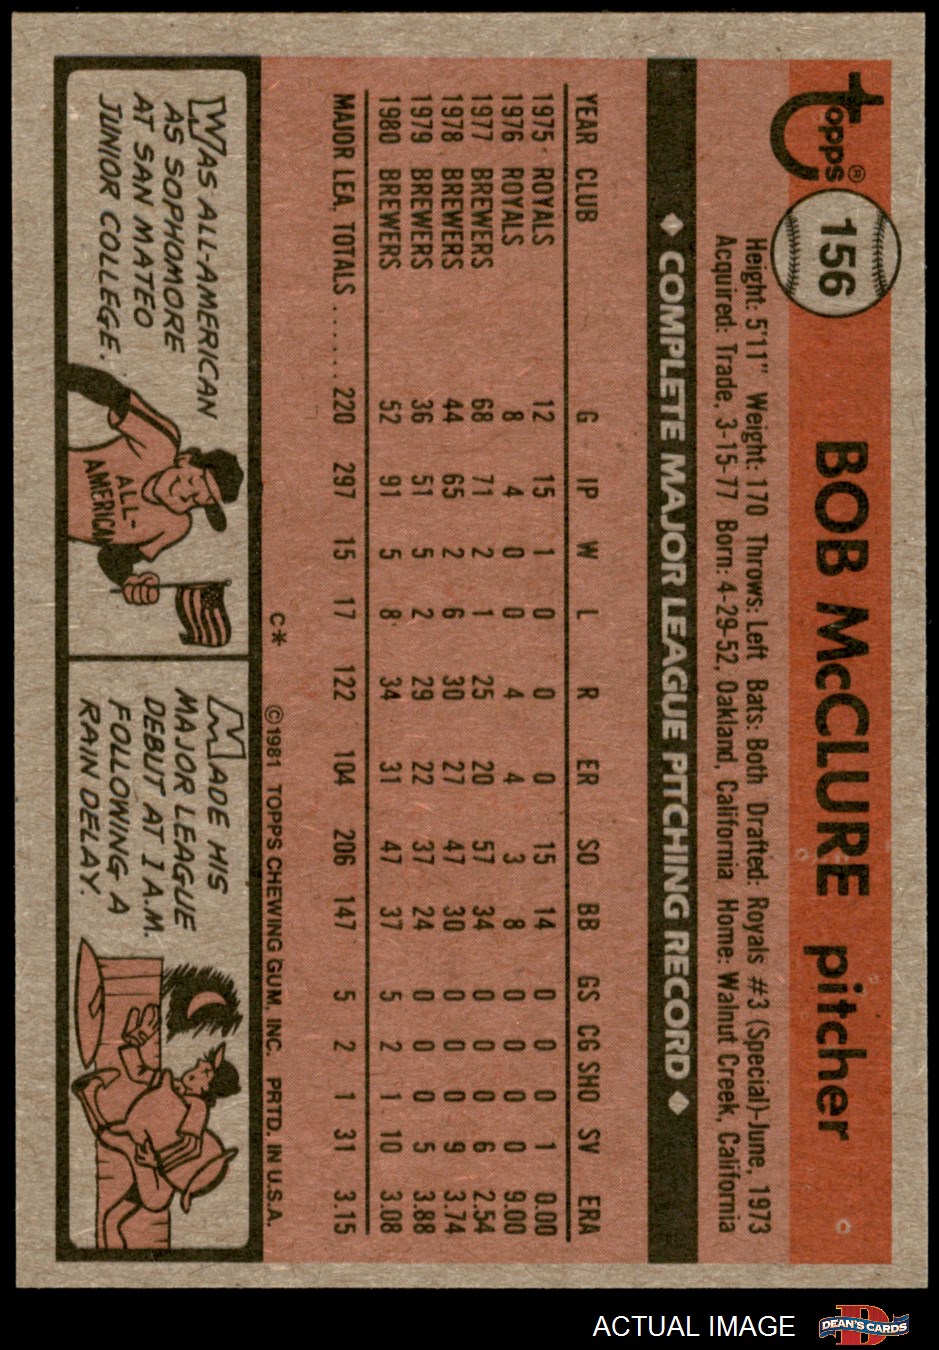 Topps®
156
BOB McCLURE pitcher
Height: 5'11" Weight: 170 Throws: Left Bats: Both Drafted: Royals #3 (Special)-June, 1973
Acquired: Trade, 3-15-77 Born: 4-29-52, Oakland, California Home: Walnut Creek, California
◆ COMPLETE MAJOR LEAGUE PITCHING RECORD ◆
YEAR CLUB G IP W L R ER SO BB GS CG SHO SV ERA
1975 ROYALS 12 15 1 0 0 0 15 14 0 0 0 1 0.00
1976 ROYALS 8 4 0 0 4 4 3 8 0 0 0 0 9.00
1977 BREWERS 68 71 2 1 25 20 57 34 0 0 0 6 2.54
1978 BREWERS 44 65 2 6 30 27 47 30 0 0 0 9 3.74
1979 BREWERS 36 51 5 2 29 22 37 24 0 0 0 5 3.88
1980 BREWERS 52 91 5 8 34 31 47 37 5 2 1 10 3.08
MAJOR LEA. TOTALS...... 220 297 15 17 122 104 206 147 5 2 1 31 3.15
C* ©1981 TOPPS CHEWING GUM, INC. PRTD. IN U.S.A.
WAS ALL-AMERICAN
AS SOPHOMORE
AT SAN MATEO
JUNIOR COLLEGE.
ALL-
AMERICAN
MADE HIS
MAJOR LEAGUE
DEBUT AT 1 A.M.
FOLLOWING A
RAIN DELAY.
ACTUAL IMAGE
D
DEAN'S CARDS